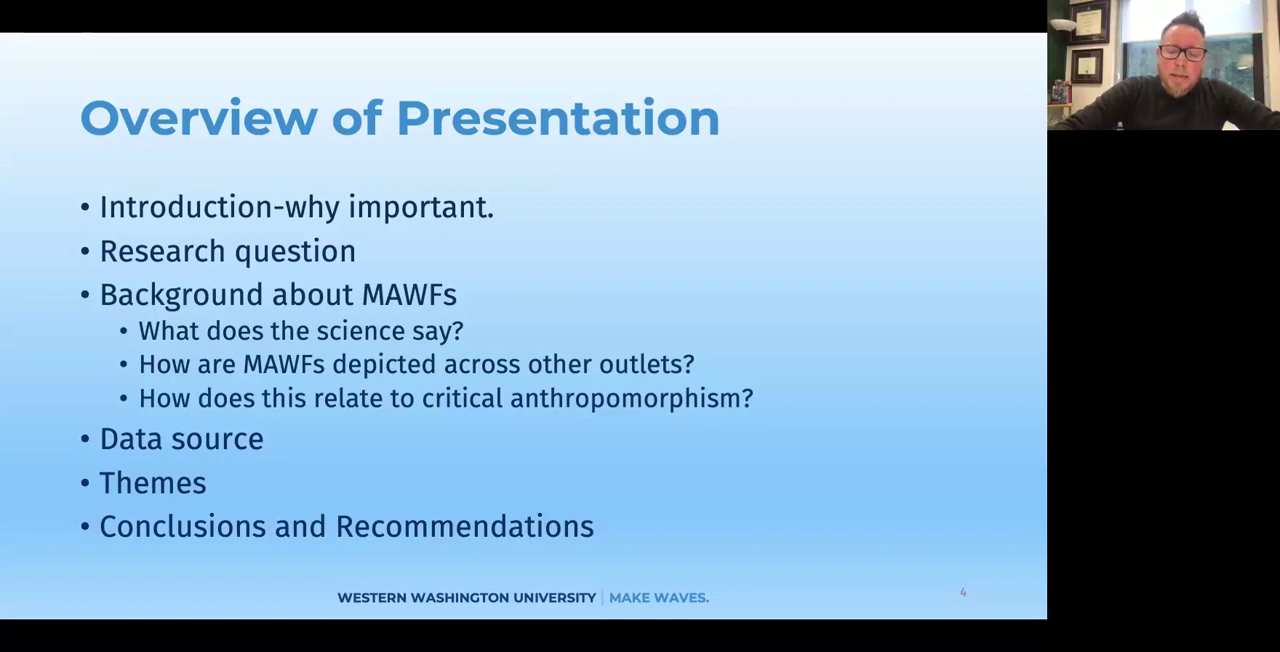 Overview of Presentation
• Introduction-why important.
• Research question
• Background about MAWFs
• What does the science say?
• How are MAWFs depicted across other outlets?
• How does this relate to critical anthropomorphism?
• Data source
• Themes
• Conclusions and Recommendations
WESTERN WASHINGTON UNIVERSITY | MAKE WAVES.
4